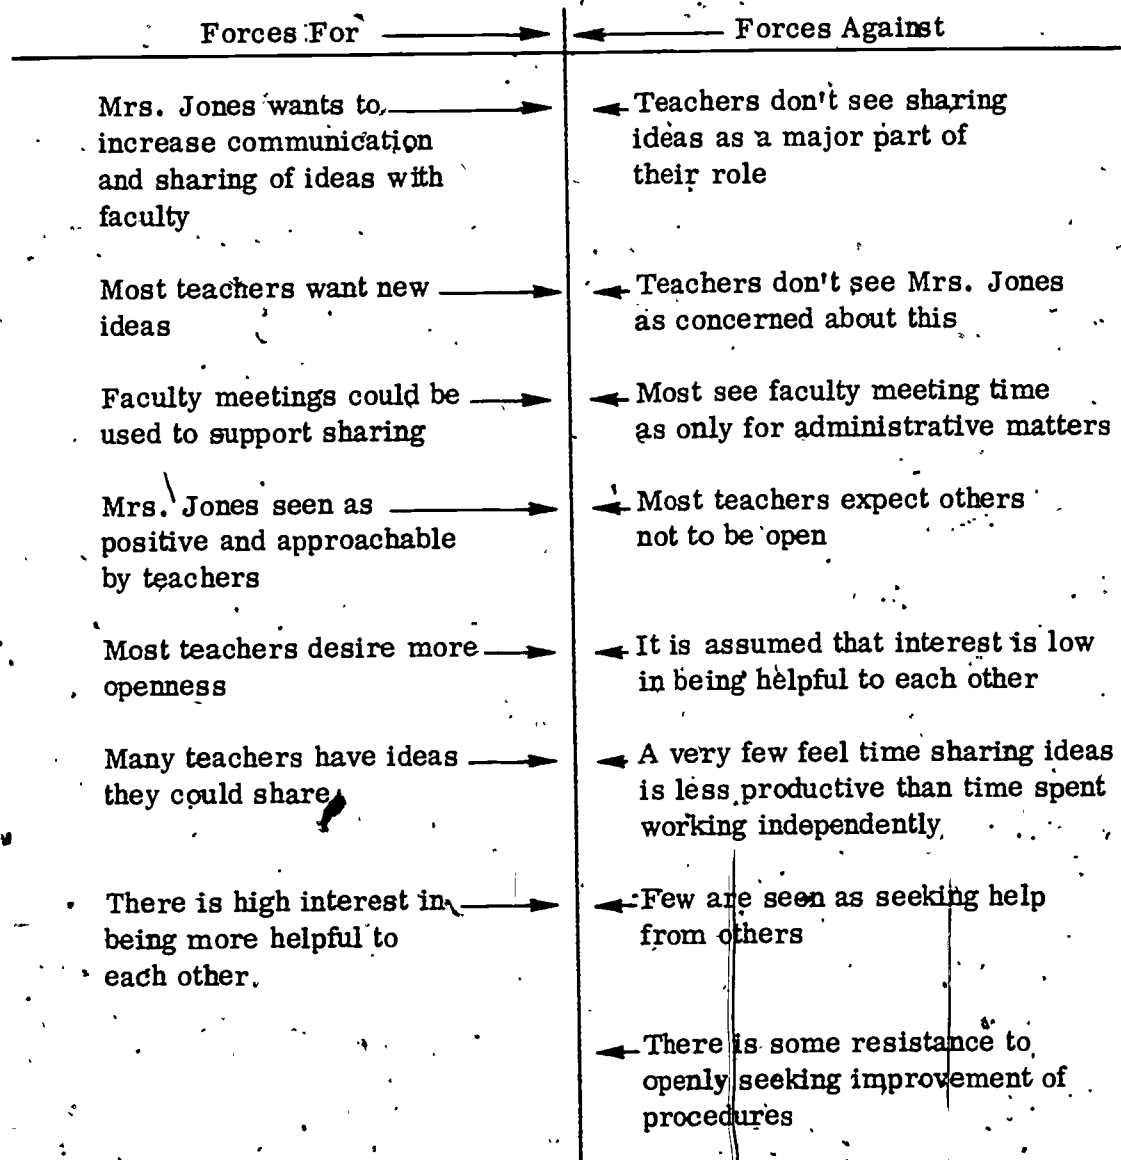 Forces For
Forces Against
Mrs. Jones wants to
increase communication
and sharing of ideas with
faculty
Teachers don't see sharing
ideas as a major part of
their role
Most teachers want new
ideas
Teachers don't see Mrs. Jones
as concerned about this
Faculty meetings could be
used to support sharing
Most see faculty meeting time
as only for administrative matters
Mrs. Jones seen as
positive and approachable
by teachers
Most teachers expect others
not to be open
Most teachers desire more
openness
It is assumed that interest is low
in being helpful to each other
Many teachers have ideas
they could share
A very few feel time sharing ideas
is less productive than time spent
working independently
There is high interest in
being more helpful to
each other.
Few are seen as seeking help
from others
There is some resistance to
openly seeking improvement of
procedures